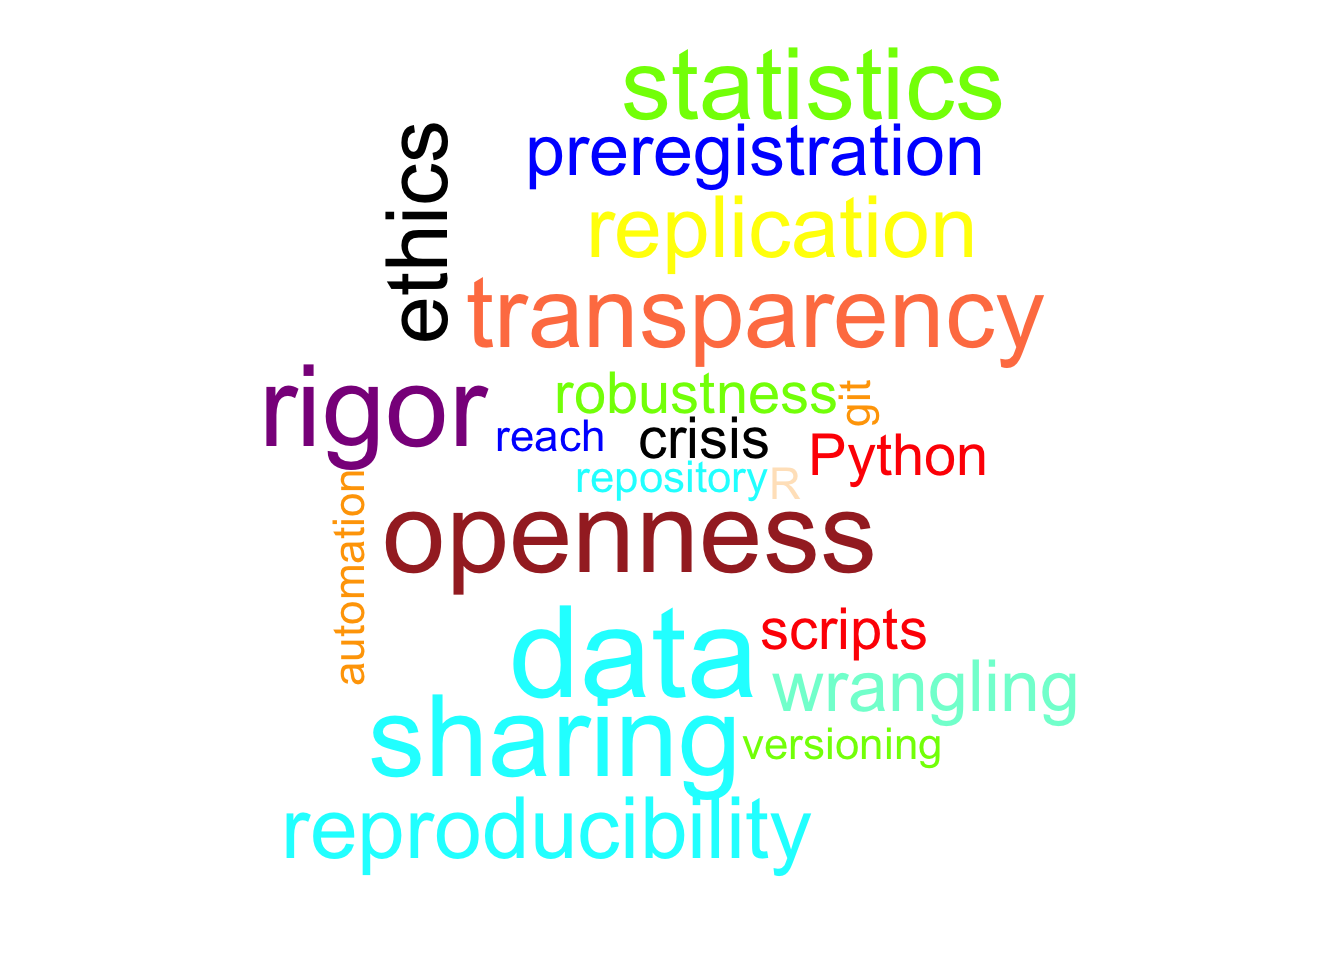 statistics
preregistration
ethics
replication
transparency
rigor
robustness
git
reach
crisis
Python
repository
R
automation
openness
data
scripts
wrangling
sharing
versioning
reproducibility